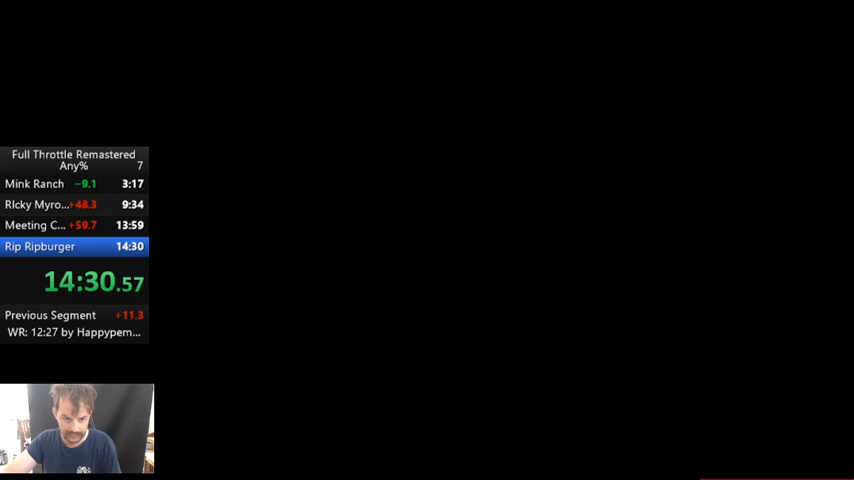 Full Throttle Remastered
Any% 7
Mink Ranch -9.1 3:17
RIcky Myro... +48.3 9:34
Meeting C... +59.7 13:59
Rip Ripburger 14:30
14:30.57
Previous Segment +11.3
WR: 12:27 by Happypem...